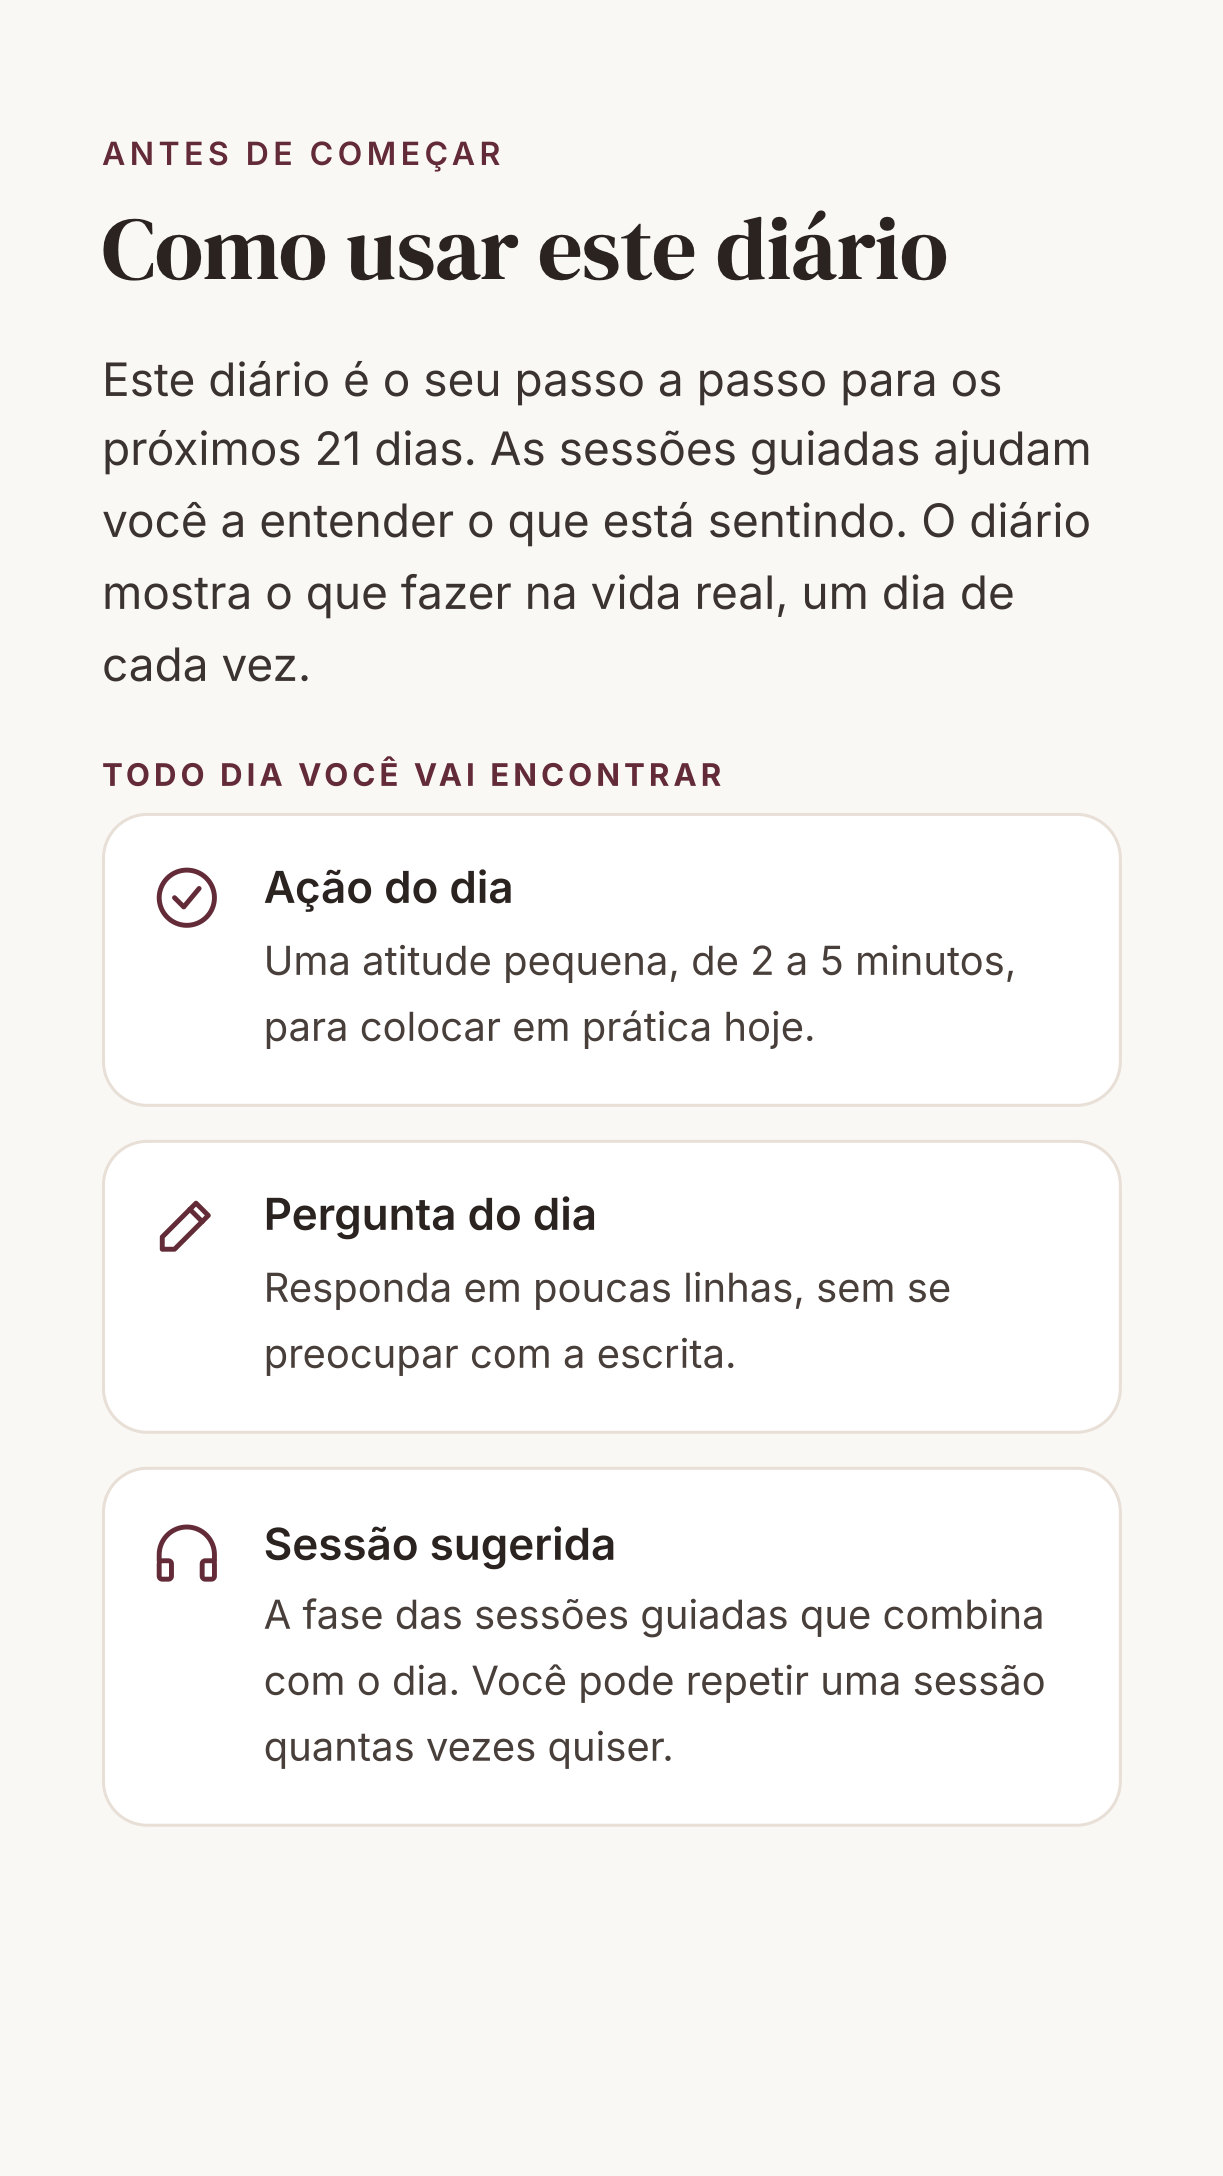 ANTES DE COMEÇAR
Como usar este diário
Este diário é o seu passo a passo para os
próximos 21 dias. As sessões guiadas ajudam
você a entender o que está sentindo. O diário
mostra o que fazer na vida real, um dia de
cada vez.
TODO DIA VOCÊ VAI ENCONTRAR
Ação do dia
Uma atitude pequena, de 2 a 5 minutos,
para colocar em prática hoje.
Pergunta do dia
Responda em poucas linhas, sem se
preocupar com a escrita.
Sessão sugerida
A fase das sessões guiadas que combina
com o dia. Você pode repetir uma sessão
quantas vezes quiser.